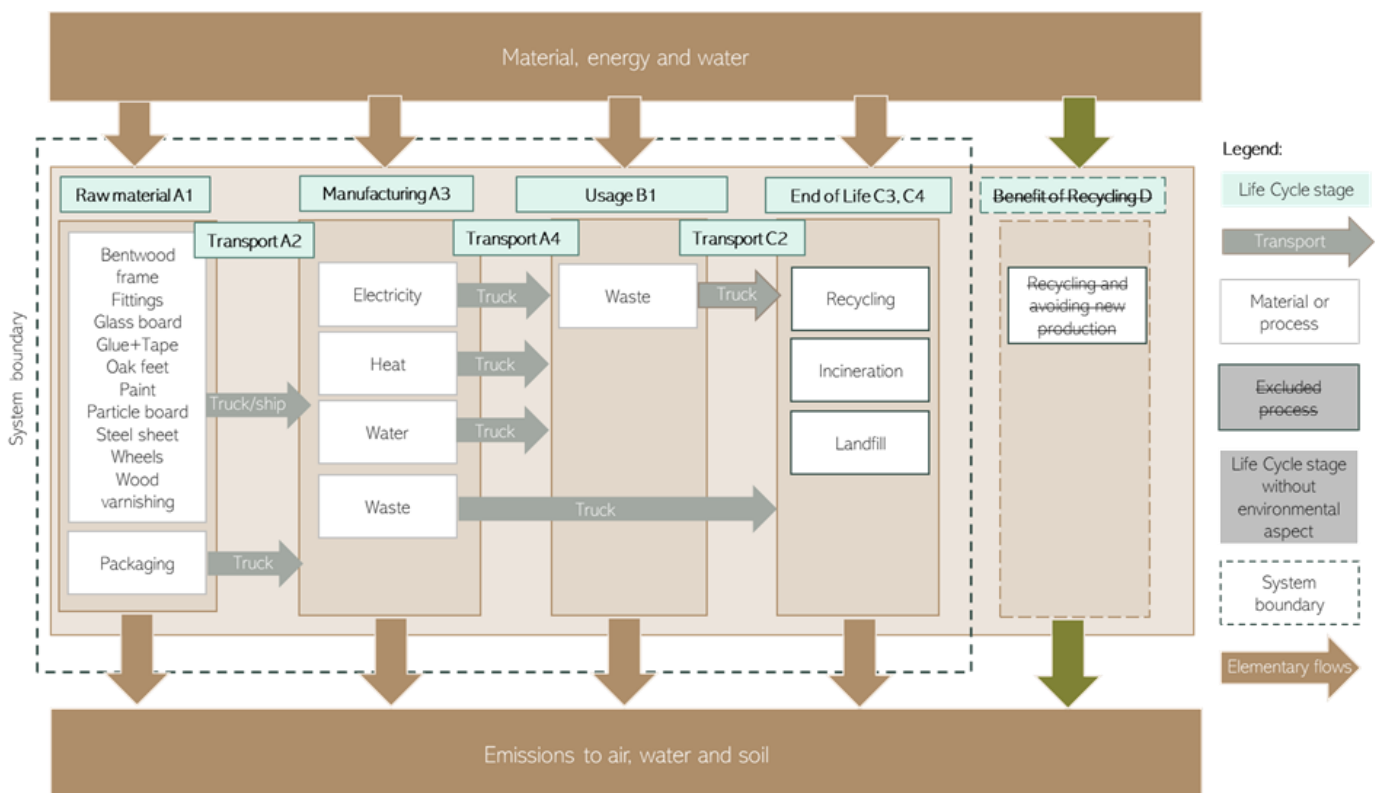 Material, energy and water
Legend:
Life Cycle stage
Transport
Material or
process
Excluded
process
Life Cycle stage
without
environmental
aspect
System
boundary
Elementary flows
System boundary
Raw material A1
Manufacturing A3
Usage B1
End of Life C3, C4
Benefit of Recycling D
Transport A2
Transport A4
Transport C2
Bentwood
frame
Fittings
Glass board
Glue+Tape
Oak feet
Paint
Particle board
Steel sheet
Wheels
Wood
varnishing
Packaging
Truck/ship
Truck
Electricity
Heat
Water
Waste
Truck
Truck
Truck
Truck
Waste
Truck
Recycling
Incineration
Landfill
Recycling and
avoiding new
production
Emissions to air, water and soil